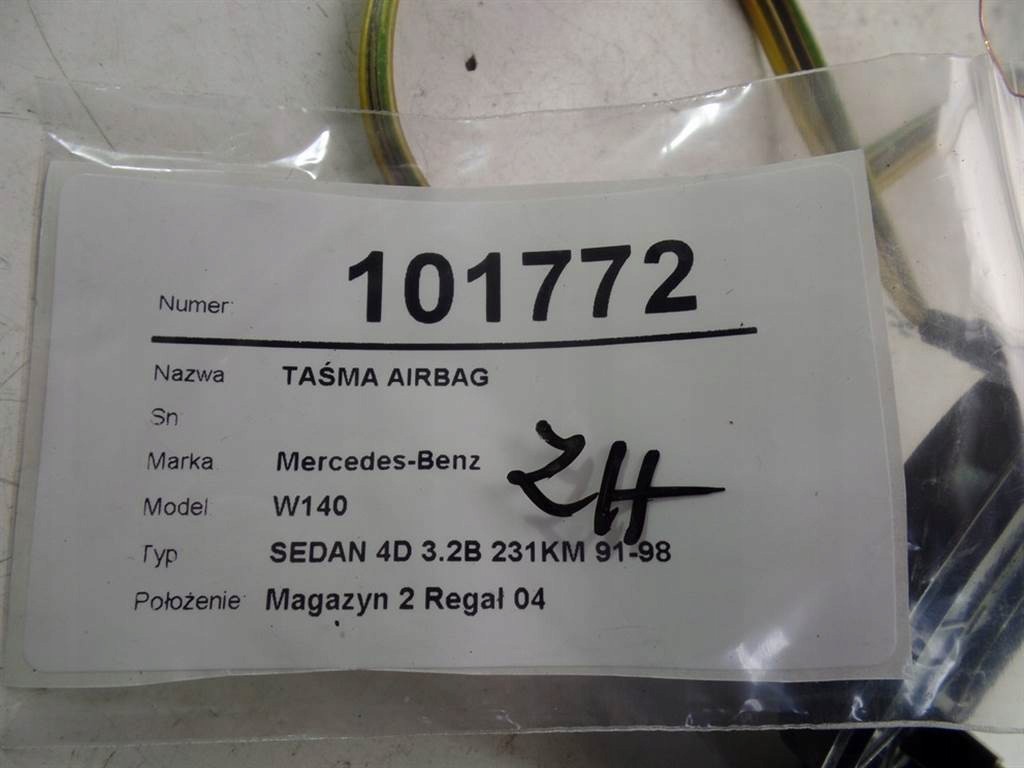 Numer: 101772
Nazwa TAŚMA AIRBAG
Sn
Marka Mercedes-Benz
Model W140
Typ SEDAN 4D 3.2B 231KM 91-98
Położenie Magazyn 2 Regał 04